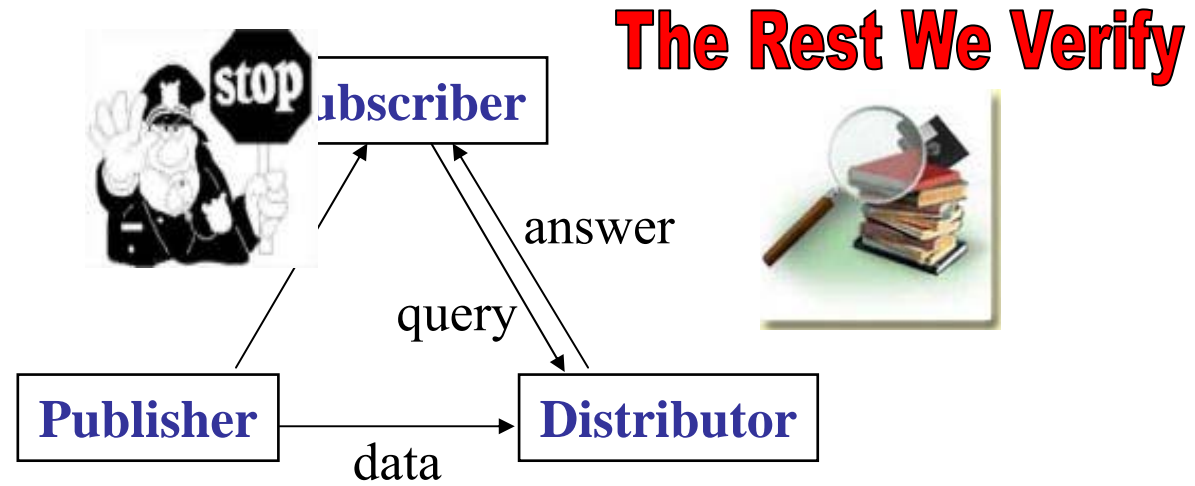 The Rest We Verify
stop
ubscriber
answer
query
Publisher
Distributor
data